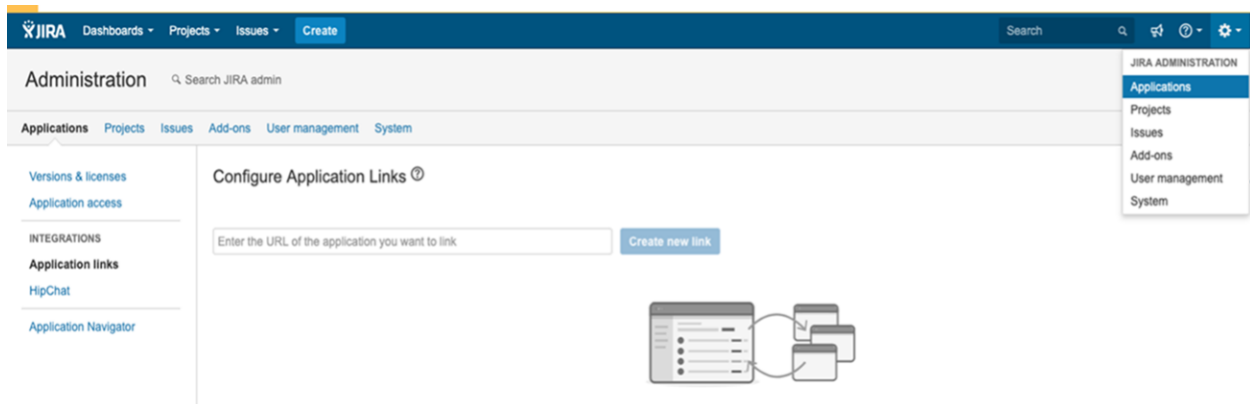 JIRA Dashboards Projects Issues Create Search
Administration Search JIRA admin
JIRA ADMINISTRATION
Applications
Projects
Issues
Add-ons
User management
System
Applications Projects Issues Add-ons User management System
Versions & licenses
Application access
INTEGRATIONS
Application links
HipChat
Application Navigator
Configure Application Links ?
Enter the URL of the application you want to link Create new link